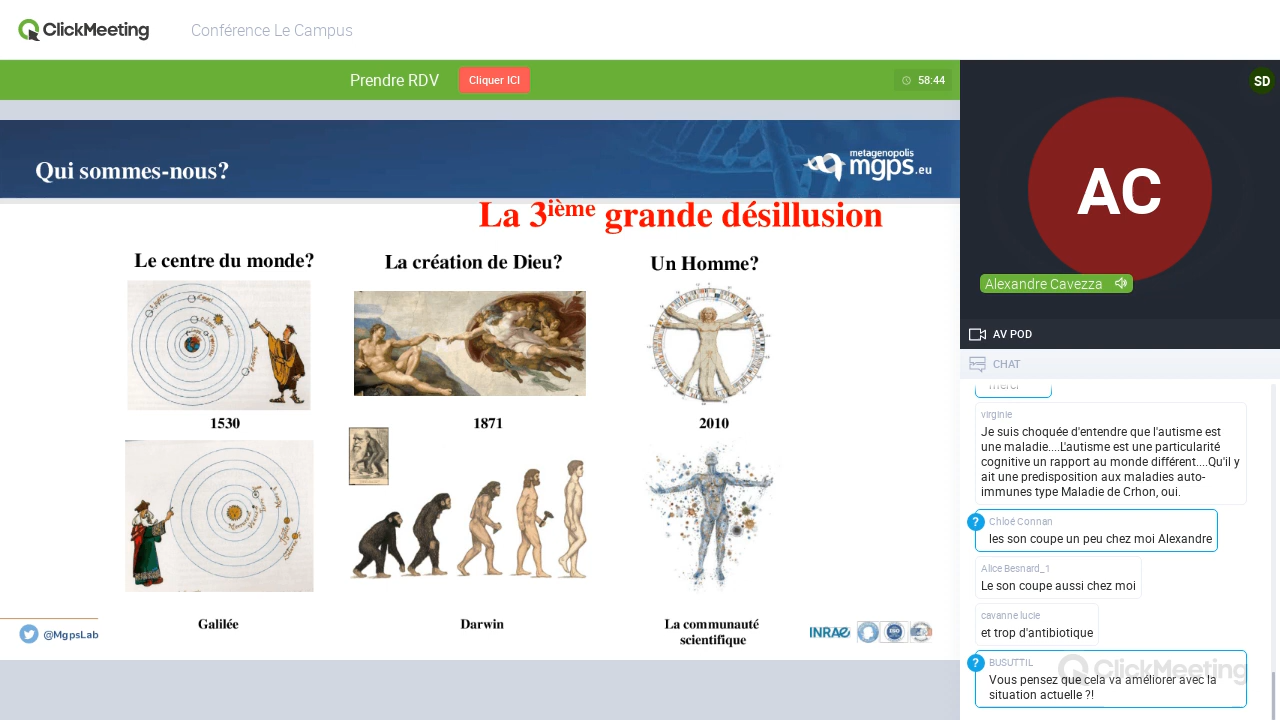 ClickMeeting
Conférence Le Campus
Prendre RDV
Cliquer ICI
58:44
Qui sommes-nous?
metagenopolis
mgps.eu
La 3ième grande désillusion
Le centre du monde?
La création de Dieu?
Un Homme?
1530
1871
2010
Galilée
Darwin
La communauté
scientifique
@MgpsLab
INRAE
ISO
SD
AC
Alexandre Cavezza
AV POD
CHAT
merci
virginie
Je suis choquée d'entendre que l'autisme est
une maladie....L'autisme est une particularité
cognitive un rapport au monde différent....Qu'il y
ait une predisposition aux maladies auto-
immunes type Maladie de Crhon, oui.
?
Chloé Connan
les son coupe un peu chez moi Alexandre
Alice Besnard_1
Le son coupe aussi chez moi
cavanne lucie
et trop d'antibiotique
?
BUSUTTIL
Vous pensez que cela va améliorer avec la
situation actuelle ?!
ClickMeeting